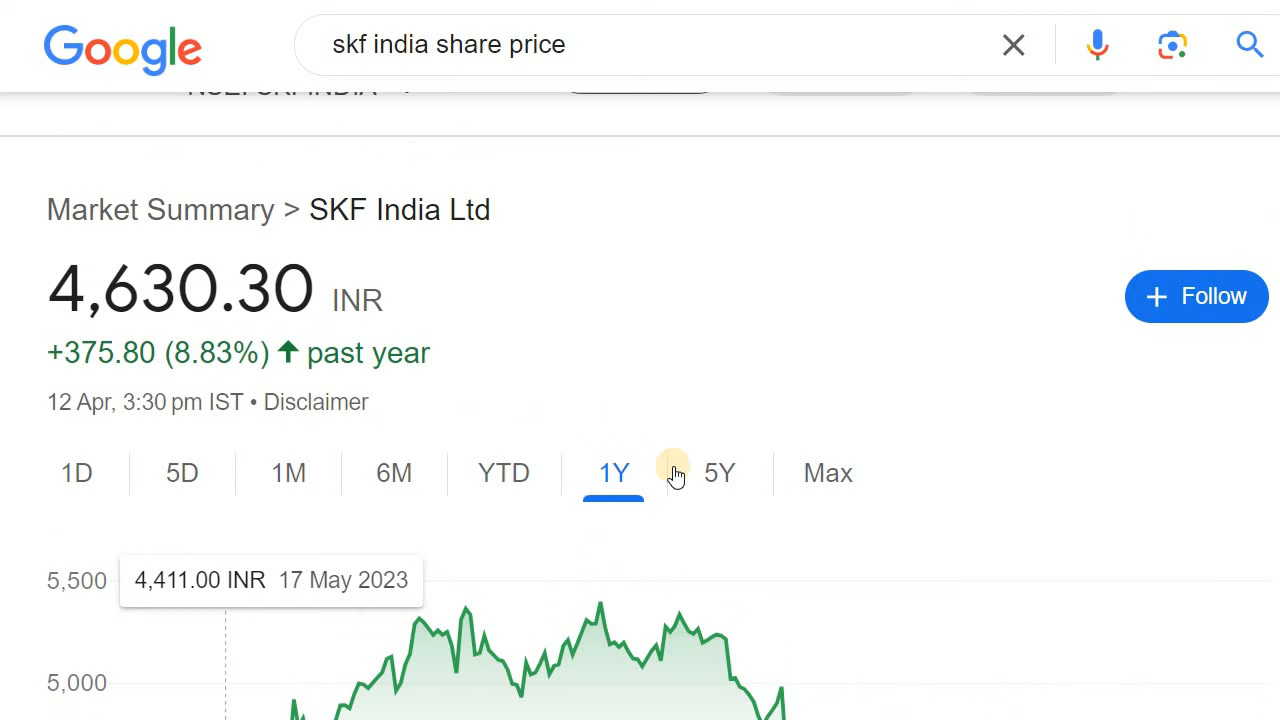 Google
skf india share price
Market Summary > SKF India Ltd
4,630.30 INR
+ Follow
+375.80 (8.83%) ↑ past year
12 Apr, 3:30 pm IST • Disclaimer
1D 5D 1M 6M YTD 1Y 5Y Max
5,500
4,411.00 INR 17 May 2023
5,000